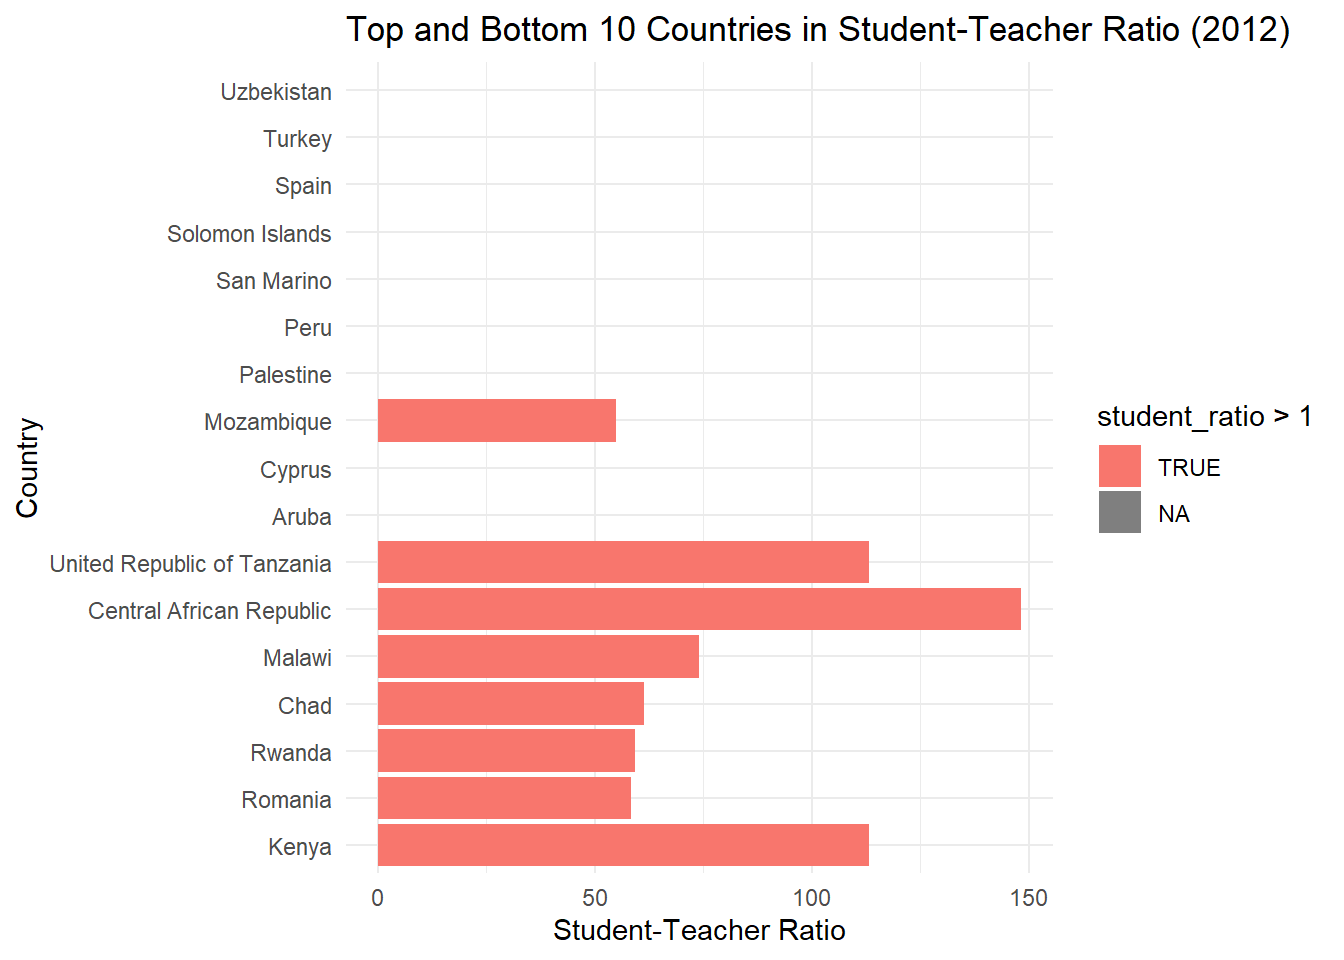 Top and Bottom 10 Countries in Student-Teacher Ratio (2012)
Uzbekistan
Turkey
Spain
Solomon Islands
San Marino
Peru
Palestine
Mozambique
Cyprus
Aruba
United Republic of Tanzania
Central African Republic
Malawi
Chad
Rwanda
Romania
Kenya
Country
0 50 100 150
Student-Teacher Ratio
student_ratio > 1
TRUE
NA